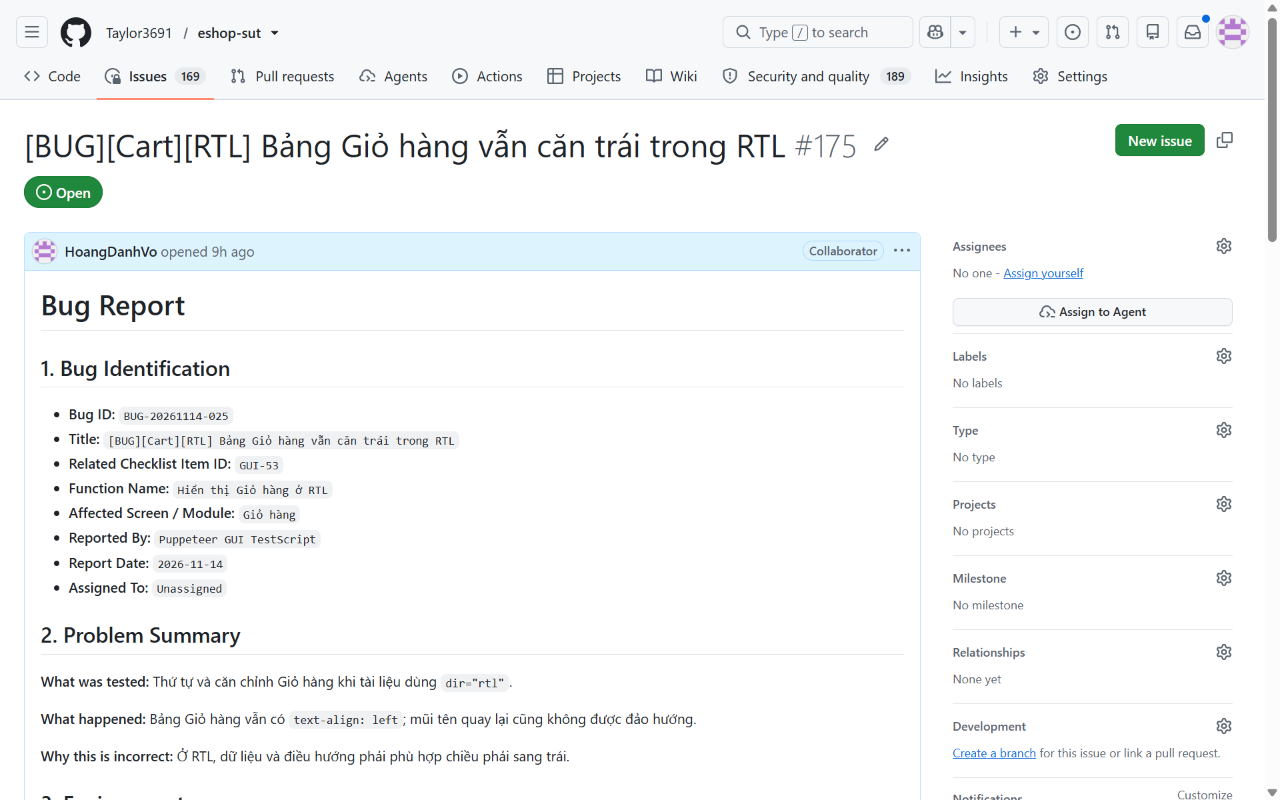 Taylor3691 / eshop-sut
Type / to search
Code
Issues 169
Pull requests
Agents
Actions
Projects
Wiki
Security and quality 189
Insights
Settings
[BUG][Cart][RTL] Bảng Giỏ hàng vẫn căn trái trong RTL #175
New issue
Open
HoangDanhVo opened 9h ago
Collaborator
Bug Report
1. Bug Identification
Bug ID: BUG-20261114-025
Title: [BUG][Cart][RTL] Bảng Giỏ hàng vẫn căn trái trong RTL
Related Checklist Item ID: GUI-53
Function Name: Hiển thị Giỏ hàng ở RTL
Affected Screen / Module: Giỏ hàng
Reported By: Puppeteer GUI TestScript
Report Date: 2026-11-14
Assigned To: Unassigned
2. Problem Summary
What was tested: Thứ tự và căn chỉnh Giỏ hàng khi tài liệu dùng dir="rtl".
What happened: Bảng Giỏ hàng vẫn có text-align: left; mũi tên quay lại cũng không được đảo hướng.
Why this is incorrect: Ở RTL, dữ liệu và điều hướng phải phù hợp chiều phải sang trái.
Assignees
No one - Assign yourself
Assign to Agent
Labels
No labels
Type
No type
Projects
No projects
Milestone
No milestone
Relationships
None yet
Development
Create a branch for this issue or link a pull request.
Notifications
Customize